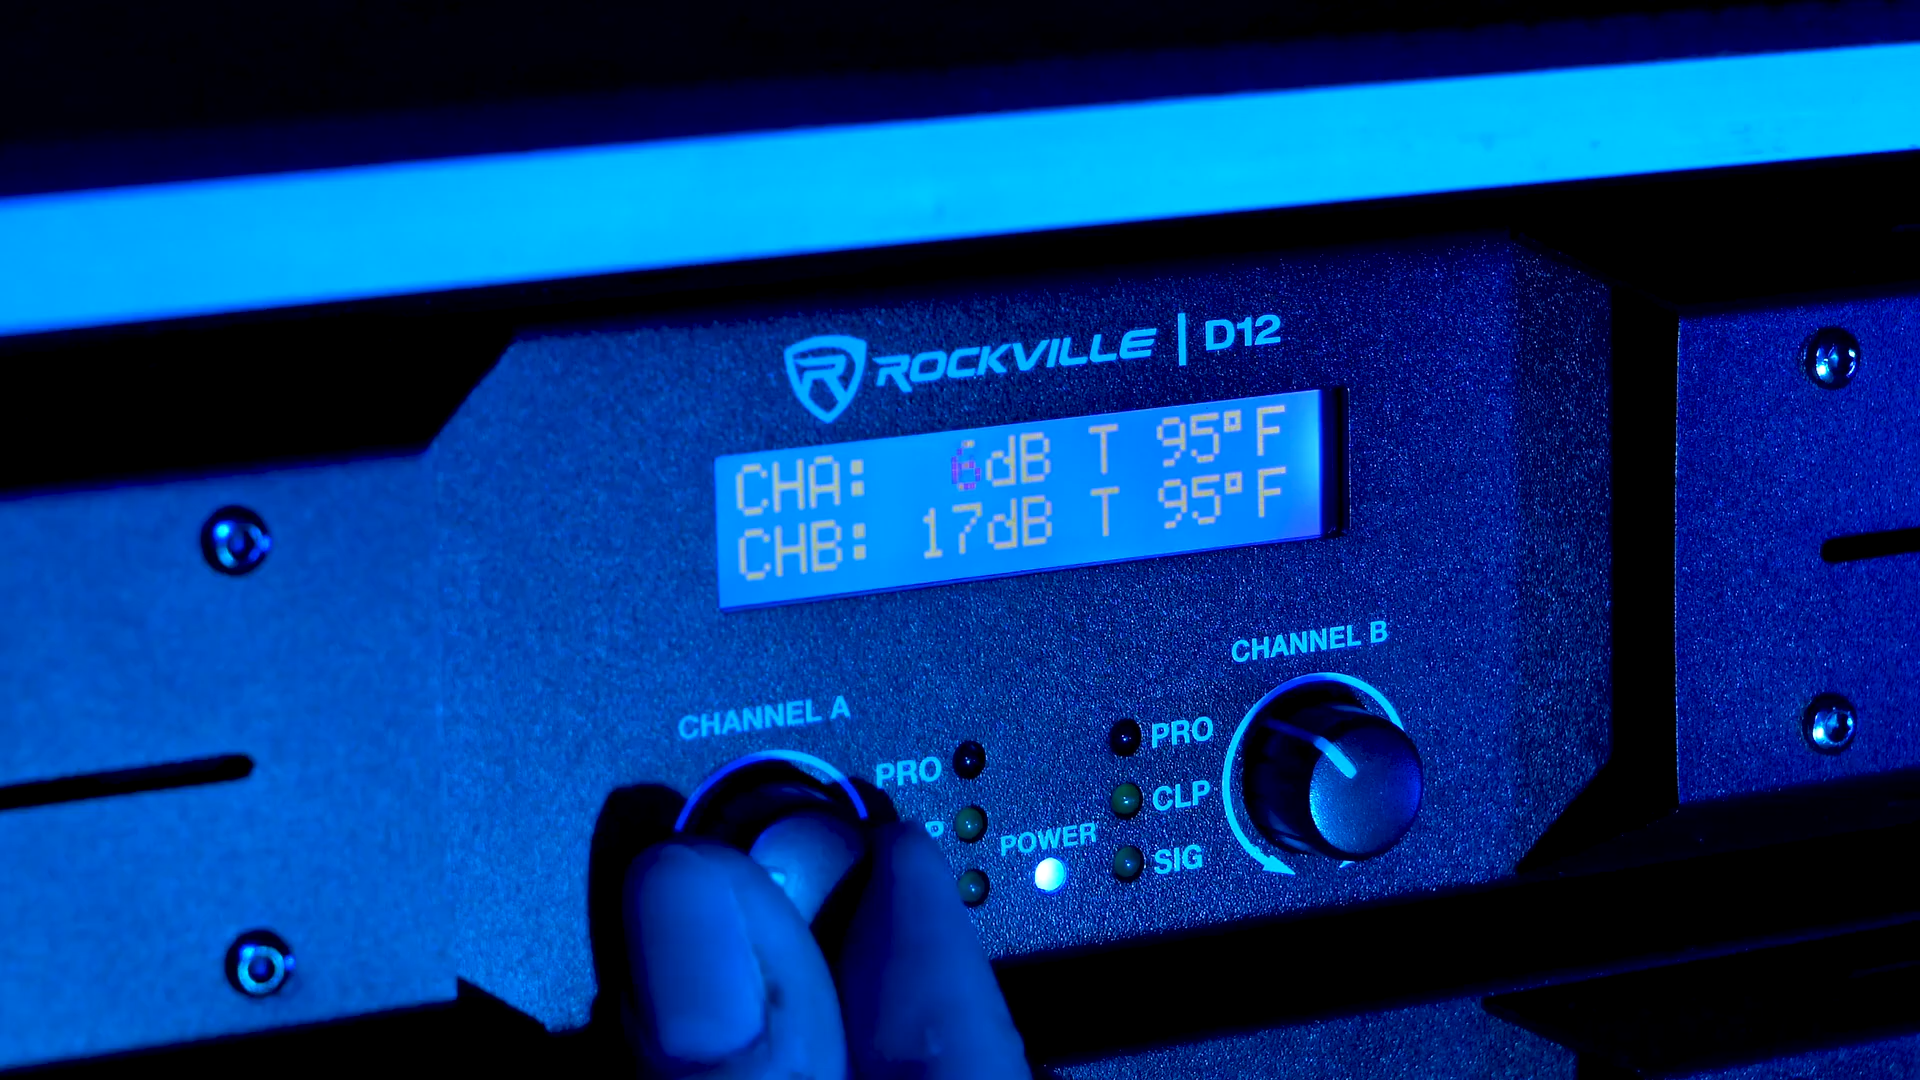 ROCKVILLE | D12
CHA: 6dB T 95°F
CHB: 17dB T 95°F
CHANNEL B
CHANNEL A
PRO
PRO
P
CLP
POWER
SIG